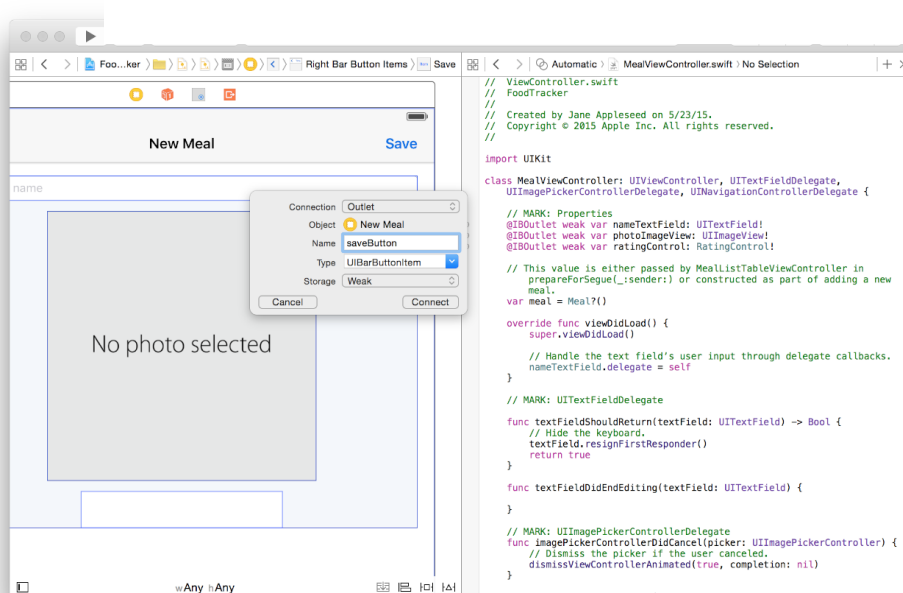 Foo...ker
Right Bar Button Items
Save
Automatic
MealViewController.swift
No Selection
New Meal
Save
name
Connection Outlet
Object New Meal
Name saveButton
Type UIBarButtonItem
Storage Weak
Cancel Connect
No photo selected
wAny hAny
// ViewController.swift
// FoodTracker
//
// Created by Jane Appleseed on 5/23/15.
// Copyright © 2015 Apple Inc. All rights reserved.
//
import UIKit
class MealViewController: UIViewController, UITextFieldDelegate,
UIImagePickerControllerDelegate, UINavigationControllerDelegate {
// MARK: Properties
@IBOutlet weak var nameTextField: UITextField!
@IBOutlet weak var photoImageView: UIImageView!
@IBOutlet weak var ratingControl: RatingControl!
// This value is either passed by MealListTableViewController in
prepareForSegue(_:sender:) or constructed as part of adding a new
meal.
var meal = Meal?()
override func viewDidLoad() {
super.viewDidLoad()
// Handle the text field's user input through delegate callbacks.
nameTextField.delegate = self
}
// MARK: UITextFieldDelegate
func textFieldShouldReturn(textField: UITextField) -> Bool {
// Hide the keyboard.
textField.resignFirstResponder()
return true
}
func textFieldDidEndEditing(textField: UITextField) {
}
// MARK: UIImagePickerControllerDelegate
func imagePickerControllerDidCancel(picker: UIImagePickerController) {
// Dismiss the picker if the user canceled.
dismissViewControllerAnimated(true, completion: nil)
}